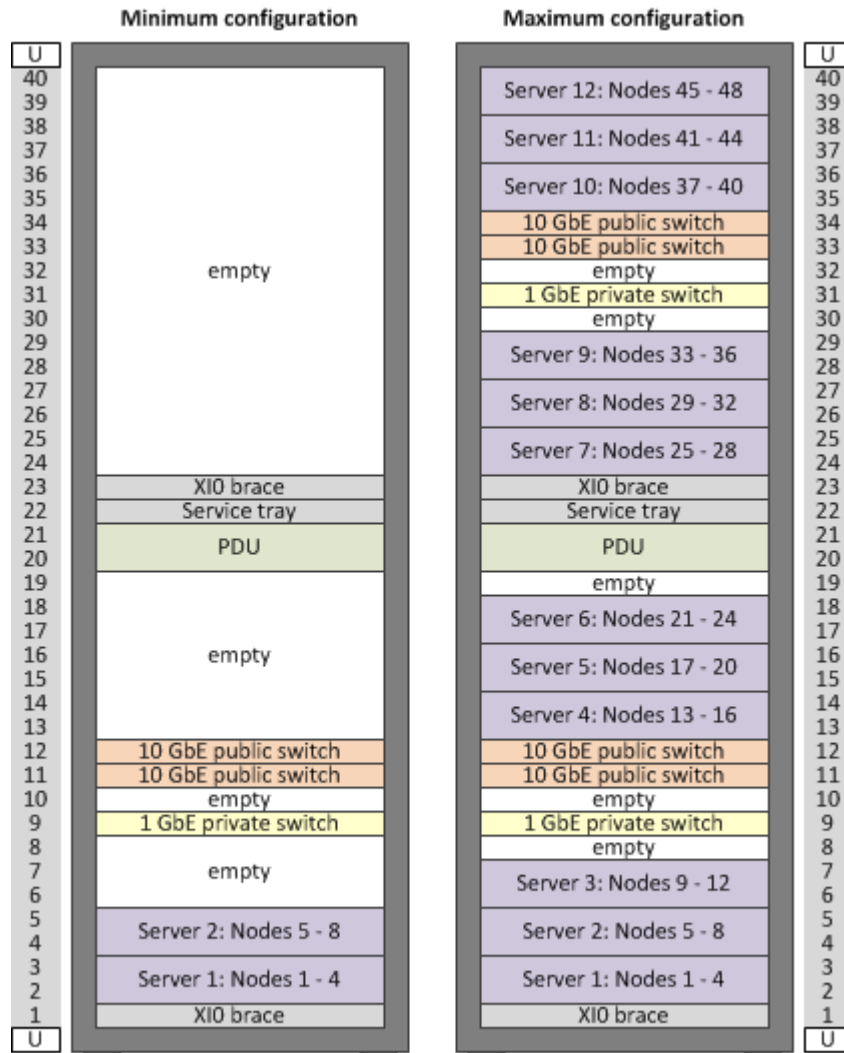 Minimum configuration
U
40
39
38
37
36
35
34
33
32
31
30
29
28
27
26
25
24
23
22
21
20
19
18
17
16
15
14
13
12
11
10
9
8
7
6
5
4
3
2
1
U
empty
XI0 brace
Service tray
PDU
empty
10 GbE public switch
10 GbE public switch
empty
1 GbE private switch
empty
Server 2: Nodes 5 - 8
Server 1: Nodes 1 - 4
XI0 brace
Maximum configuration
Server 12: Nodes 45 - 48
Server 11: Nodes 41 - 44
Server 10: Nodes 37 - 40
10 GbE public switch
10 GbE public switch
empty
1 GbE private switch
empty
Server 9: Nodes 33 - 36
Server 8: Nodes 29 - 32
Server 7: Nodes 25 - 28
XI0 brace
Service tray
PDU
empty
Server 6: Nodes 21 - 24
Server 5: Nodes 17 - 20
Server 4: Nodes 13 - 16
10 GbE public switch
10 GbE public switch
empty
1 GbE private switch
empty
Server 3: Nodes 9 - 12
Server 2: Nodes 5 - 8
Server 1: Nodes 1 - 4
XI0 brace
U
40
39
38
37
36
35
34
33
32
31
30
29
28
27
26
25
24
23
22
21
20
19
18
17
16
15
14
13
12
11
10
9
8
7
6
5
4
3
2
1
U